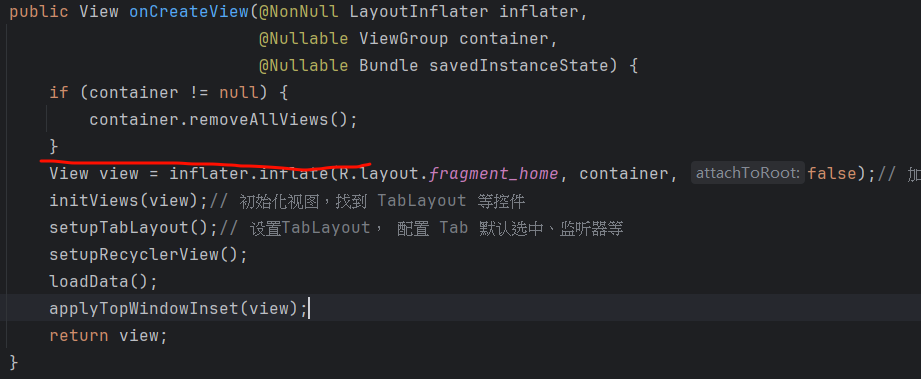 public View onCreateView(@NonNull LayoutInflater inflater,
@Nullable ViewGroup container,
@Nullable Bundle savedInstanceState) {
if (container != null) {
container.removeAllViews();
}
View view = inflater.inflate(R.layout.fragment_home, container, attachToRoot: false);// 加
initViews(view);// 初始化视图，找到 TabLayout 等控件
setupTabLayout();// 设置TabLayout， 配置 Tab 默认选中、监听器等
setupRecyclerView();
loadData();
applyTopWindowInset(view);
return view;
}